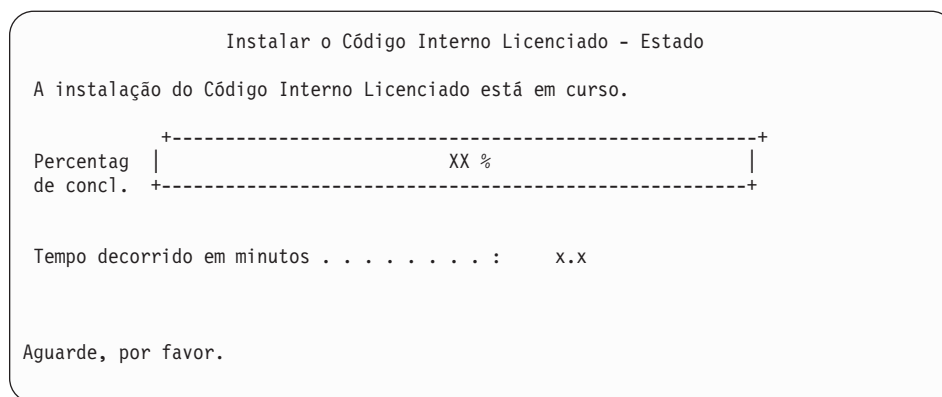 Instalar o Código Interno Licenciado - Estado
A instalação do Código Interno Licenciado está em curso.
+-------------------------------------------------------+
Percentag | XX % |
de concl. +-------------------------------------------------------+
Tempo decorrido em minutos . . . . . . . . : x.x
Aguarde, por favor.